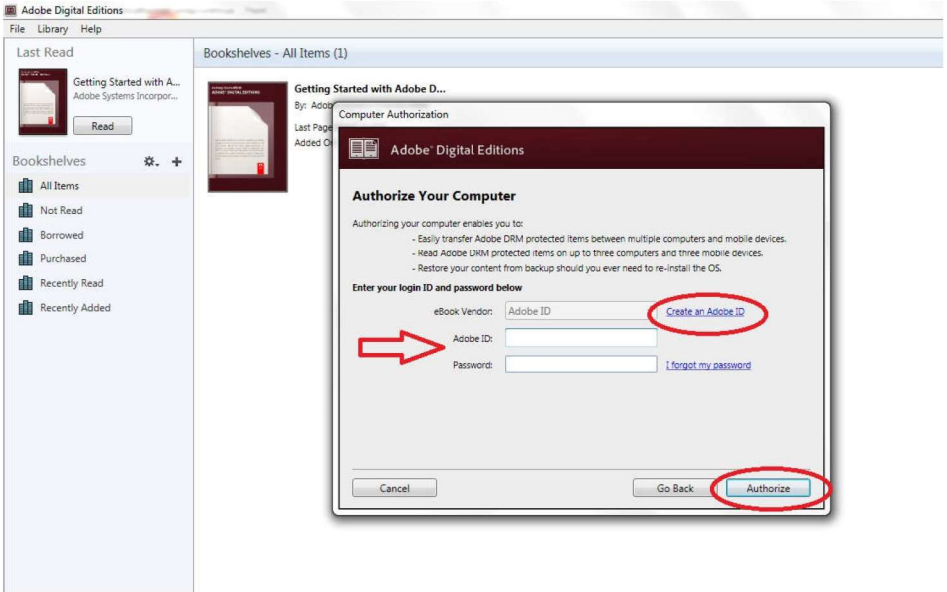 Adobe Digital Editions
File Library Help
Last Read
Getting Started with A...
Adobe Systems Incorpor...
Read
Bookshelves
All Items
Not Read
Borrowed
Purchased
Recently Read
Recently Added
Bookshelves - All Items (1)
Getting Started with Adobe D...
By: Adob
Last Page
Added O
Computer Authorization
Adobe® Digital Editions
Authorize Your Computer
Authorizing your computer enables you to:
- Easily transfer Adobe DRM protected items between multiple computers and mobile devices.
- Read Adobe DRM protected items on up to three computers and three mobile devices.
- Restore your content from backup should you ever need to re-install the OS.
Enter your login ID and password below
eBook Vendor: Adobe ID Create an Adobe ID
Adobe ID:
Password: I forgot my password
Cancel Go Back Authorize